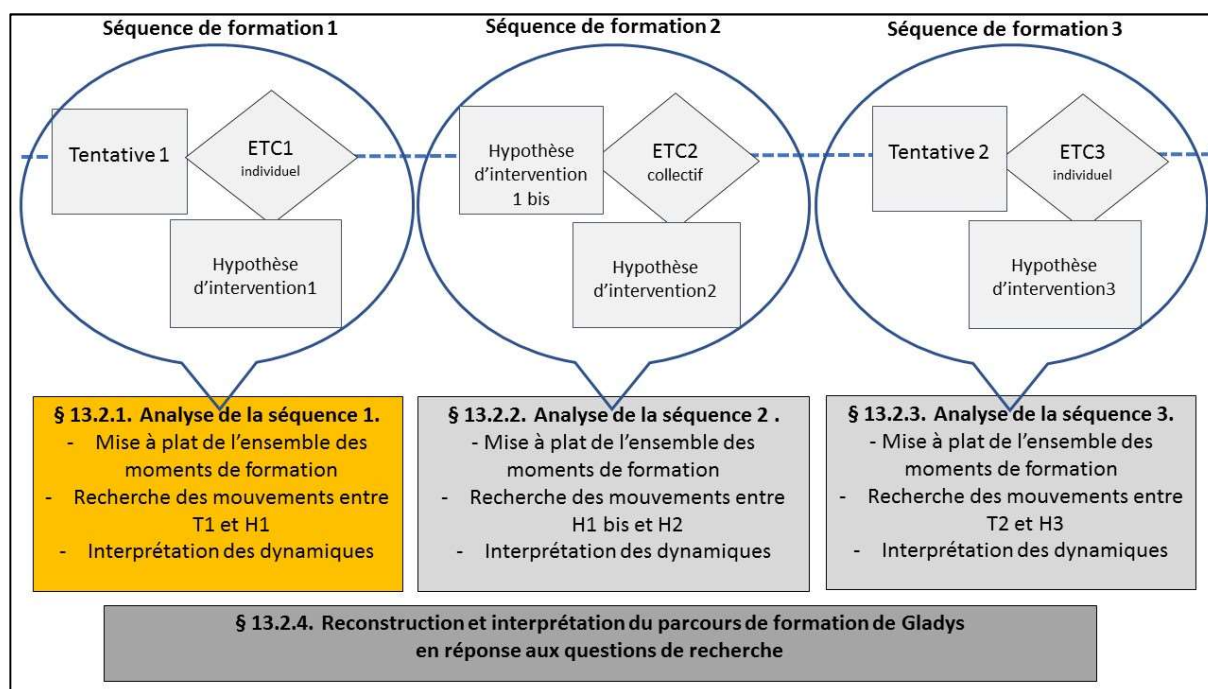 Séquence de formation 1
Séquence de formation 2
Séquence de formation 3
Tentative 1
ETC1
individuel
Hypothèse
d'intervention1
Hypothèse
d'intervention
1 bis
ETC2
collectif
Hypothèse
d'intervention2
Tentative 2
ETC3
individuel
Hypothèse
d'intervention3
§ 13.2.1. Analyse de la séquence 1.
- Mise à plat de l'ensemble des
moments de formation
- Recherche des mouvements entre
T1 et H1
- Interprétation des dynamiques
§ 13.2.2. Analyse de la séquence 2 .
- Mise à plat de l'ensemble des
moments de formation
- Recherche des mouvements entre
H1 bis et H2
- Interprétation des dynamiques
§ 13.2.3. Analyse de la séquence 3.
- Mise à plat de l'ensemble des
moments de formation
- Recherche des mouvements entre
T2 et H3
- Interprétation des dynamiques
§ 13.2.4. Reconstruction et interprétation du parcours de formation de Gladys
en réponse aux questions de recherche